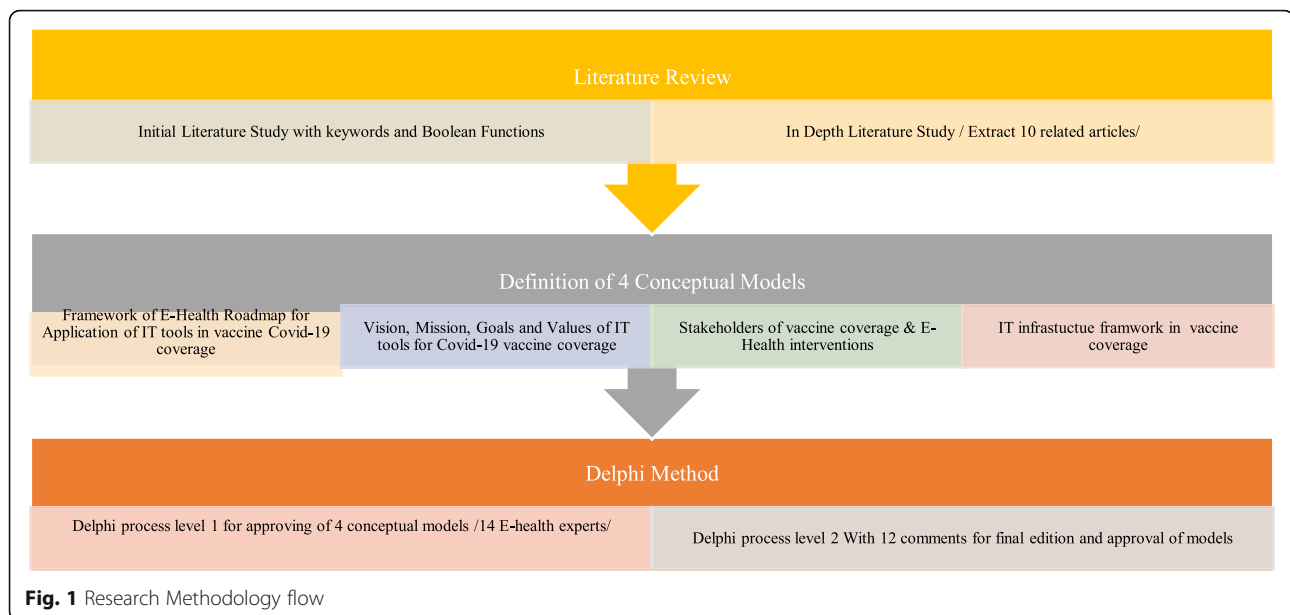 Literature Review
Initial Literature Study with keywords and Boolean Functions
In Depth Literature Study / Extract 10 related articles/
Definition of 4 Conceptual Models
Framework of E-Health Roadmap for
Application of IT tools in vaccine Covid-19
coverage
Vision, Mission, Goals and Values of IT
tools for Covid-19 vaccine coverage
Stakeholders of vaccine coverage & E-
Health interventions
IT infrastuctue framwork in vaccine
coverage
Delphi Method
Delphi process level 1 for approving of 4 conceptual models /14 E-health experts/
Delphi process level 2 With 12 comments for final edition and approval of models
Fig. 1 Research Methodology flow